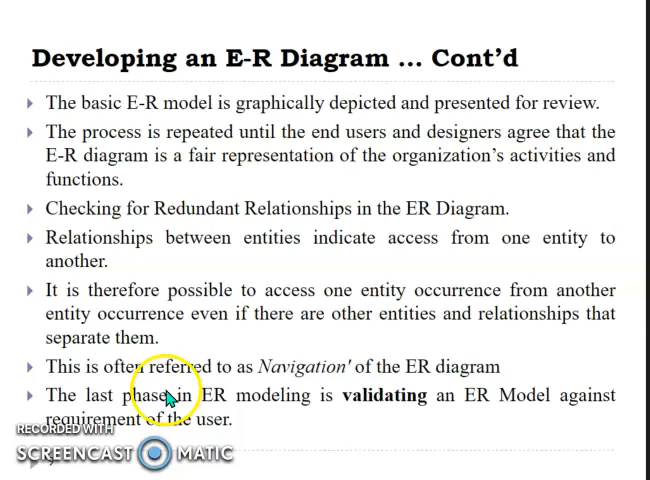 Developing an E-R Diagram … Cont’d
The basic E-R model is graphically depicted and presented for review.
The process is repeated until the end users and designers agree that the
E-R diagram is a fair representation of the organization’s activities and
functions.
Checking for Redundant Relationships in the ER Diagram.
Relationships between entities indicate access from one entity to
another.
It is therefore possible to access one entity occurrence from another
entity occurrence even if there are other entities and relationships that
separate them.
This is often referred to as Navigation' of the ER diagram
The last phase in ER modeling is validating an ER Model against
requirement of the user.
RECORDED WITH
SCREENCAST MATIC